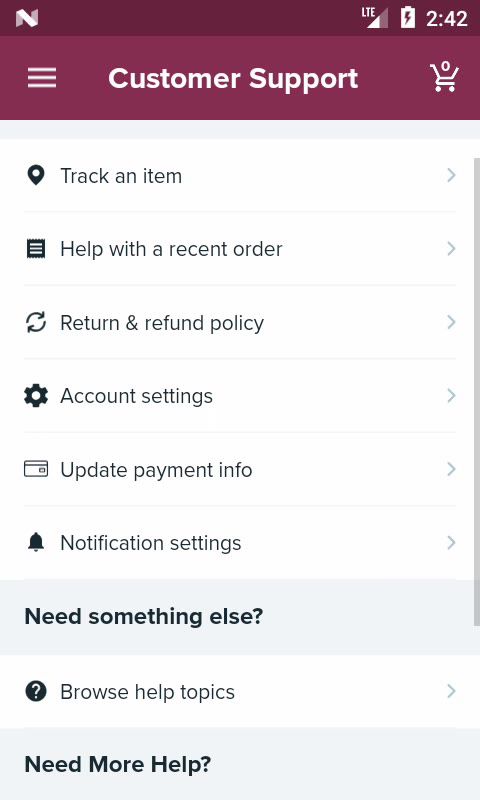 LTE 2:42
Customer Support 0
Track an item
Help with a recent order
Return & refund policy
Account settings
Update payment info
Notification settings
Need something else?
Browse help topics
Need More Help?